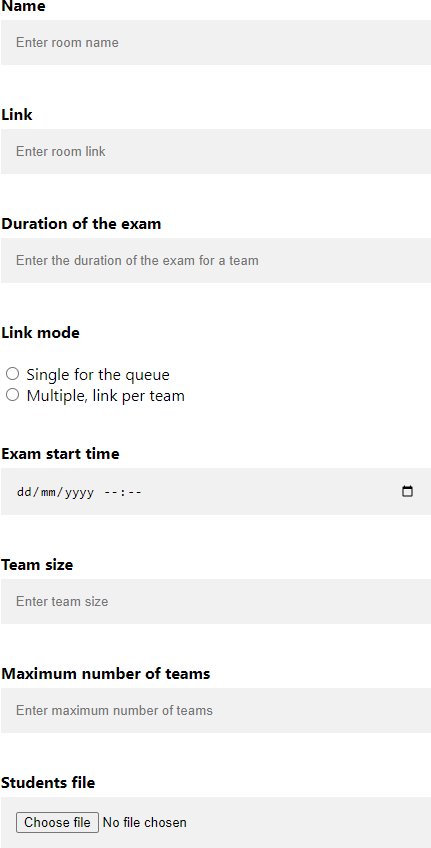 Name
Enter room name
Link
Enter room link
Duration of the exam
Enter the duration of the exam for a team
Link mode
Single for the queue
Multiple, link per team
Exam start time
dd/mm/yyyy --:--
Team size
Enter team size
Maximum number of teams
Enter maximum number of teams
Students file
Choose file No file chosen